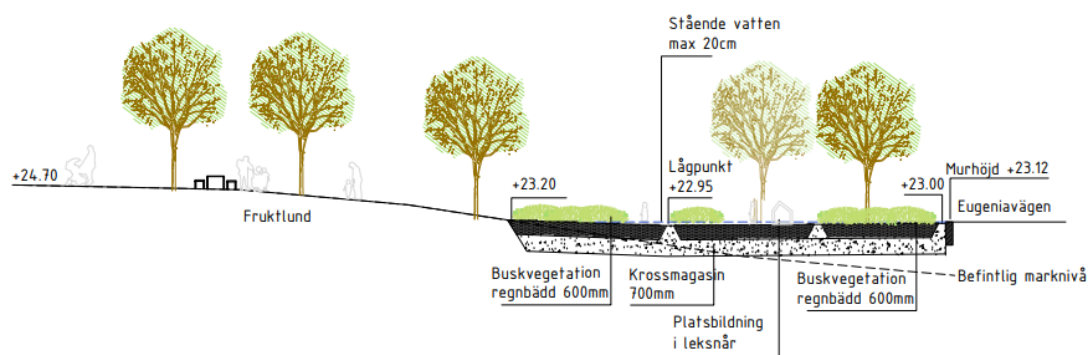 Stående vatten
max 20cm
+24.70
Fruktlund
+23.20
Lågpunkt
+22.95
+23.00
Murhöjd +23.12
Eugeniavägen
Buskvegetation
regnbädd 600mm
Krossmagasin
700mm
Buskvegetation
regnbädd 600mm
Befintlig marknivå
Platsbildning
i leksnår